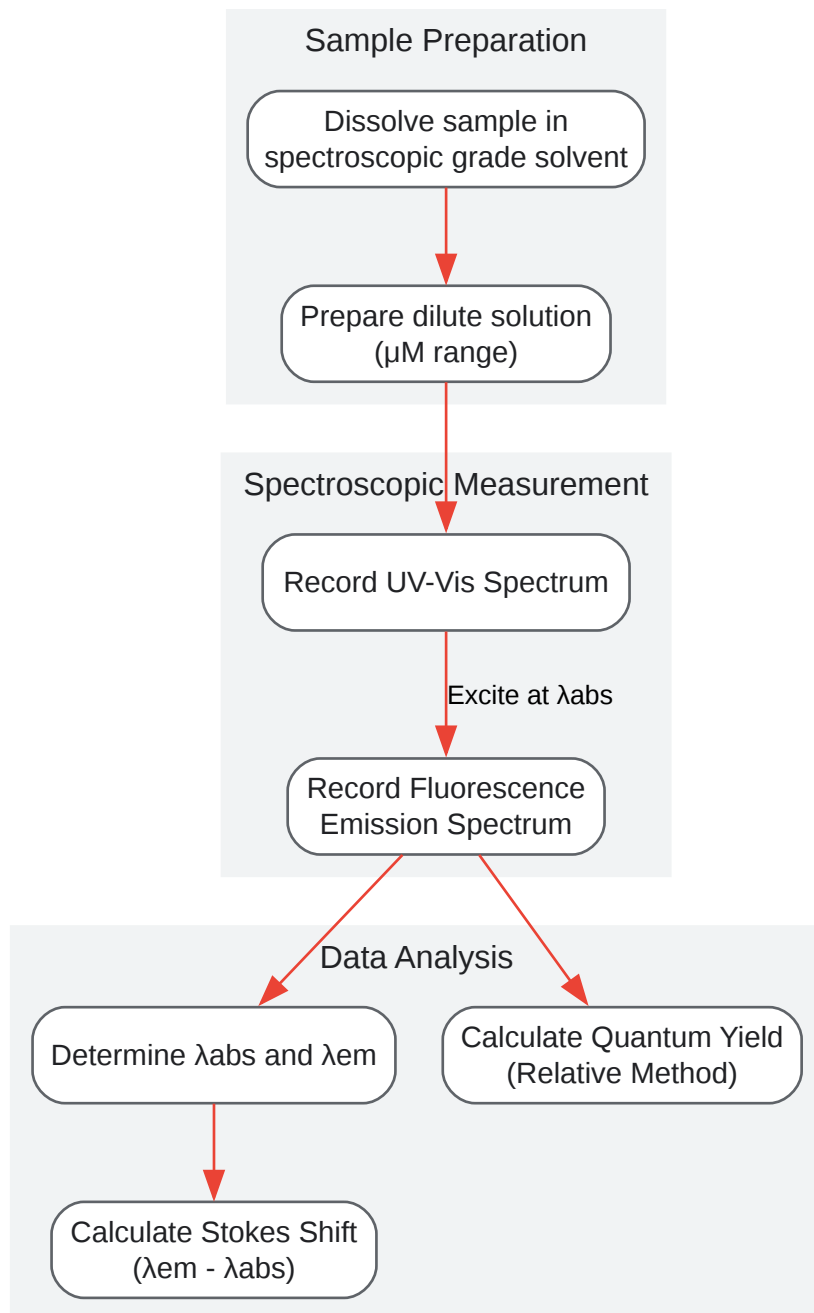 Sample Preparation
Dissolve sample in
spectroscopic grade solvent
Prepare dilute solution
(μM range)
Spectroscopic Measurement
Record UV-Vis Spectrum
Excite at λabs
Record Fluorescence
Emission Spectrum
Data Analysis
Determine λabs and λem
Calculate Quantum Yield
(Relative Method)
Calculate Stokes Shift
(λem - λabs)